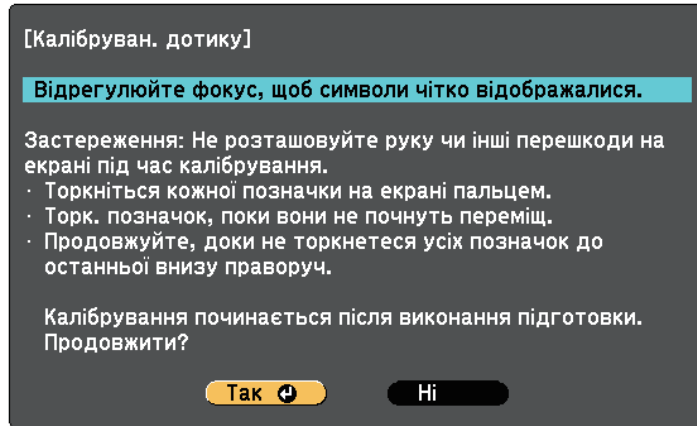 [Калібруван. дотику]
Відрегулюйте фокус, щоб символи чітко відображалися.
Застереження: Не розташовуйте руку чи інші перешкоди на
екрані під час калібрування.
· Торкніться кожної позначки на екрані пальцем.
· Торк. позначок, поки вони не почнуть переміщ.
· Продовжуйте, доки не торкнетеся усіх позначок до
останньої внизу праворуч.
Калібрування починається після виконання підготовки.
Продовжити?
Так Ні